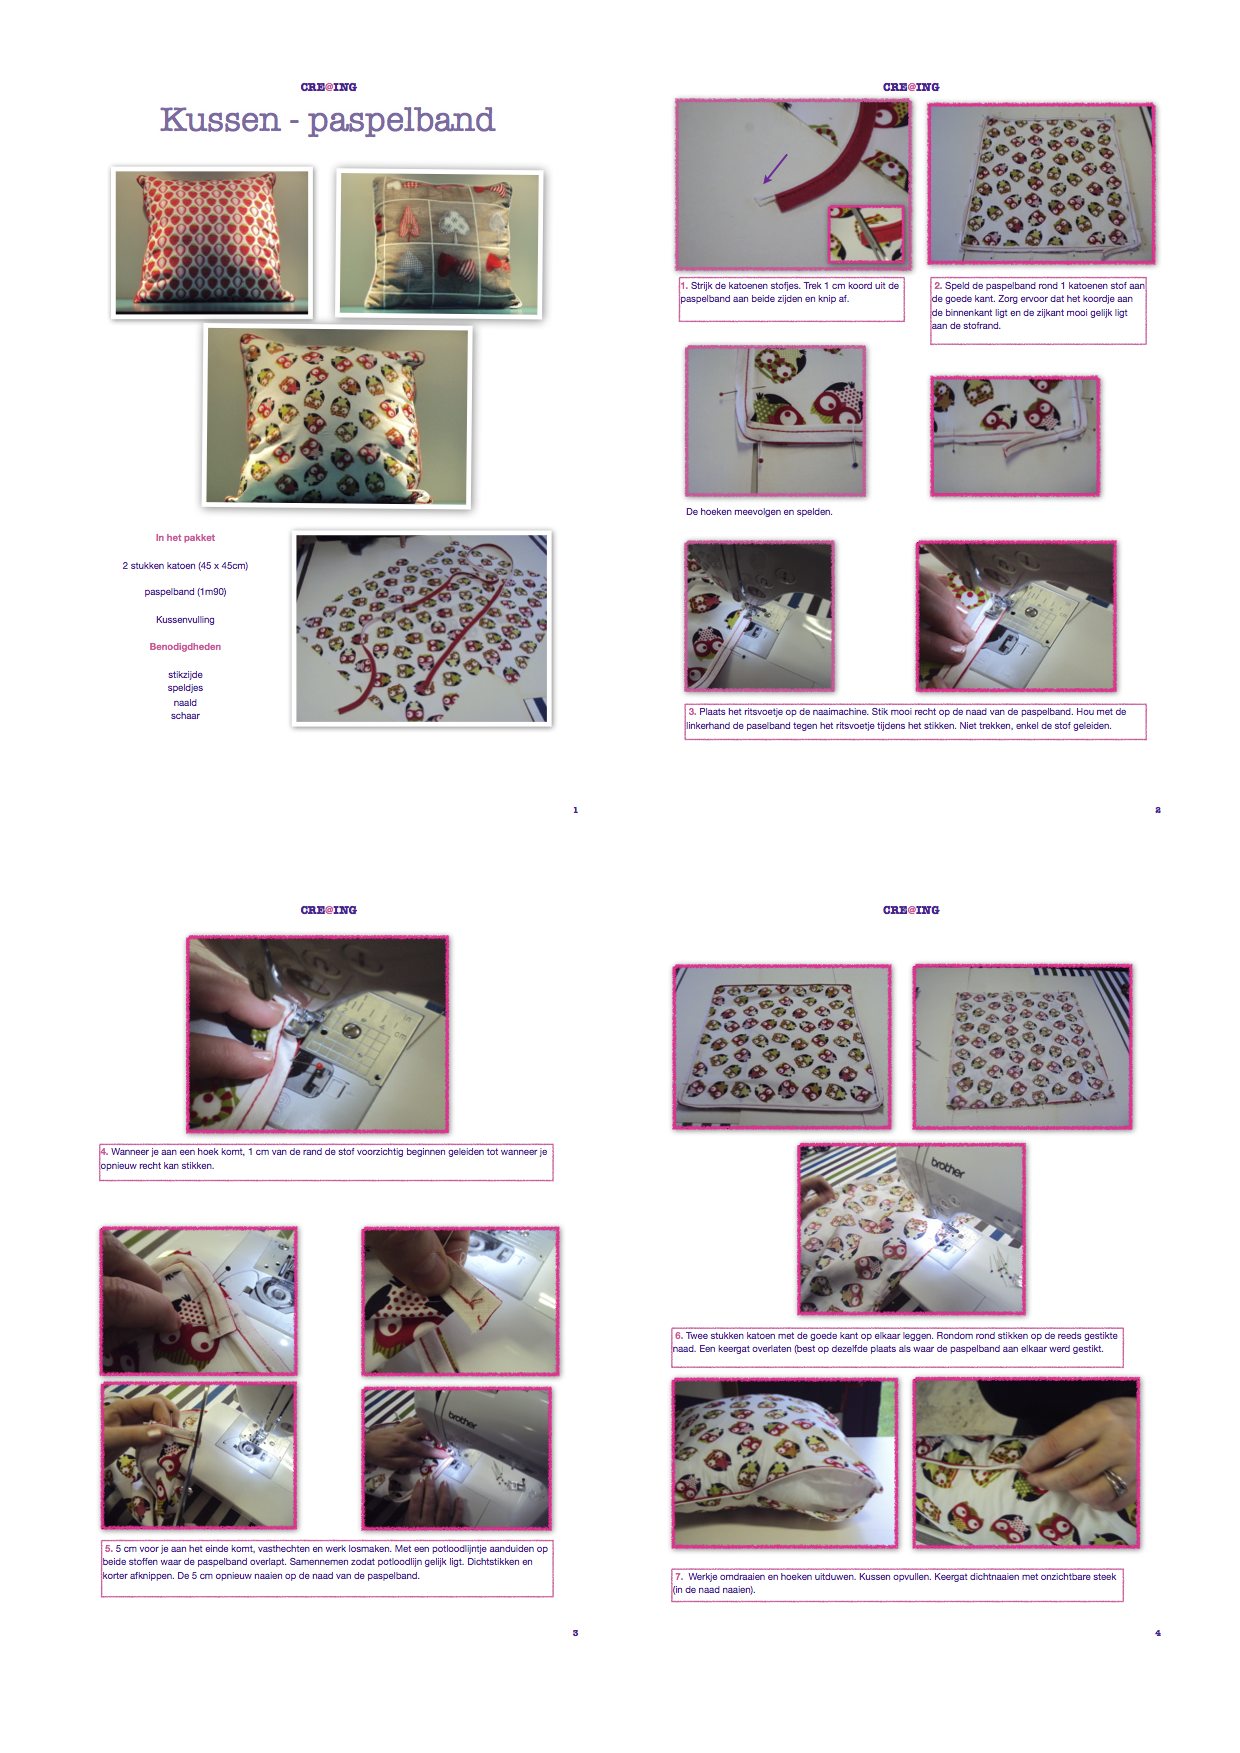 CRE@ING
Kussen - paspelband
In het pakket
2 stukken katoen (45 x 45cm)
paspelband (1m90)
Kussenvulling
Benodigdheden
stikzijde
speldjes
naald
schaar
1
CRE@ING
1. Strijk de katoenen stofjes. Trek 1 cm koord uit de
paspelband aan beide zijden en knip af.
2. Speld de paspelband rond 1 katoenen stof aan
de goede kant. Zorg ervoor dat het koordje aan
de binnenkant ligt en de zijkant mooi gelijk ligt
aan de stofrand.
De hoeken meevolgen en spelden.
3. Plaats het ritsvoetje op de naaimachine. Stik mooi recht op de naad van de paspelband. Hou met de
linkerhand de paselband tegen het ritsvoetje tijdens het stikken. Niet trekken, enkel de stof geleiden.
2
CRE@ING
cm
4. Wanneer je aan een hoek komt, 1 cm van de rand de stof voorzichtig beginnen geleiden tot wanneer je
opnieuw recht kan stikken.
brother
5. 5 cm voor je aan het einde komt, vasthechten en werk losmaken. Met een potloodlijntje aanduiden op
beide stoffen waar de paspelband overlapt. Samennemen zodat potloodlijn gelijk ligt. Dichtstikken en
korter afknippen. De 5 cm opnieuw naaien op de naad van de paspelband.
3
CRE@ING
brother
6. Twee stukken katoen met de goede kant op elkaar leggen. Rondom rond stikken op de reeds gestikte
naad. Een keergat overlaten (best op dezelfde plaats als waar de paspelband aan elkaar werd gestikt.
7. Werkje omdraaien en hoeken uitduwen. Kussen opvullen. Keergat dichtnaaien met onzichtbare steek
(in de naad naaien).
4